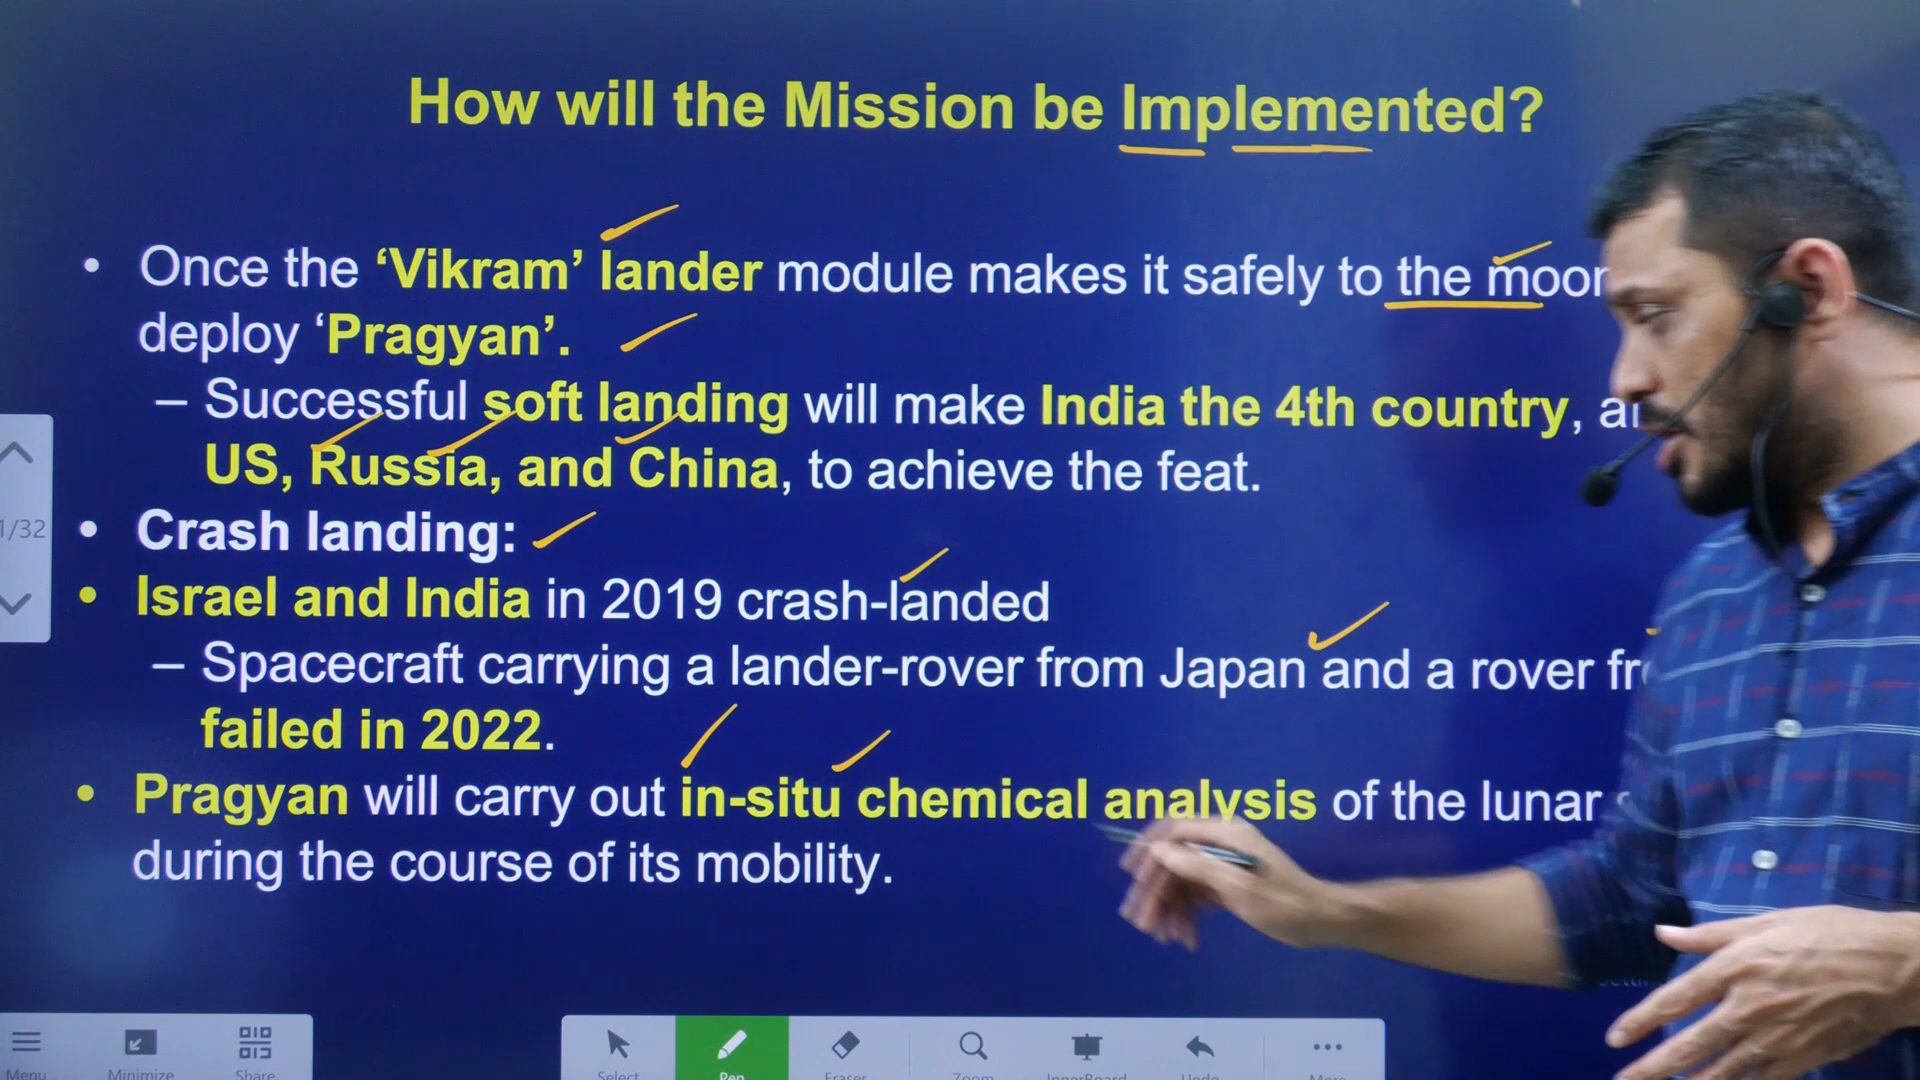 How will the Mission be Implemented?
• Once the ‘Vikram’ lander module makes it safely to the moon
deploy ‘Pragyan’.
– Successful soft landing will make India the 4th country,
US, Russia, and China, to achieve the feat.
• Crash landing:
• Israel and India in 2019 crash-landed
– Spacecraft carrying a lander-rover from Japan and a rover
failed in 2022.
• Pragyan will carry out in-situ chemical analysis of the lunar
during the course of its mobility.
1/32
Menu Minimize Share Select Pen Eraser Zoom InnerBoard Undo More